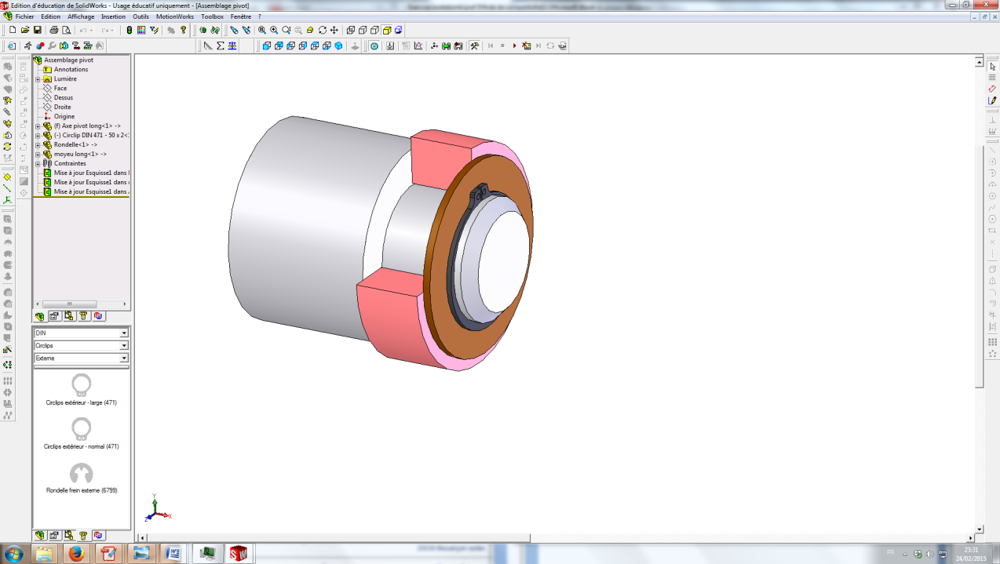 Edition d'éducation de SolidWorks - Usage éducatif uniquement - [Assemblage pivot]
Fichier Edition Affichage Insertion Outils MotionWorks Toolbox Fenêtre ?
Assemblage pivot
Annotations
Lumière
Face
Dessus
Droite
Origine
(f) Axe pivot long<1> ->
(-) Circlip DIN 471 - 50 x 2<
Rondelle<1> ->
moyeu long<1> ->
Contraintes
Mise à jour Esquisse1 dans
Mise à jour Esquisse1 dans
Mise à jour Esquisse1 dans
DIN
Circlips
Externe
Circlips extérieur - large (471)
Circlips extérieur - normal (471)
Rondelle frein externe (6799)
Y
Z
X
FR
23:31
24/02/2015